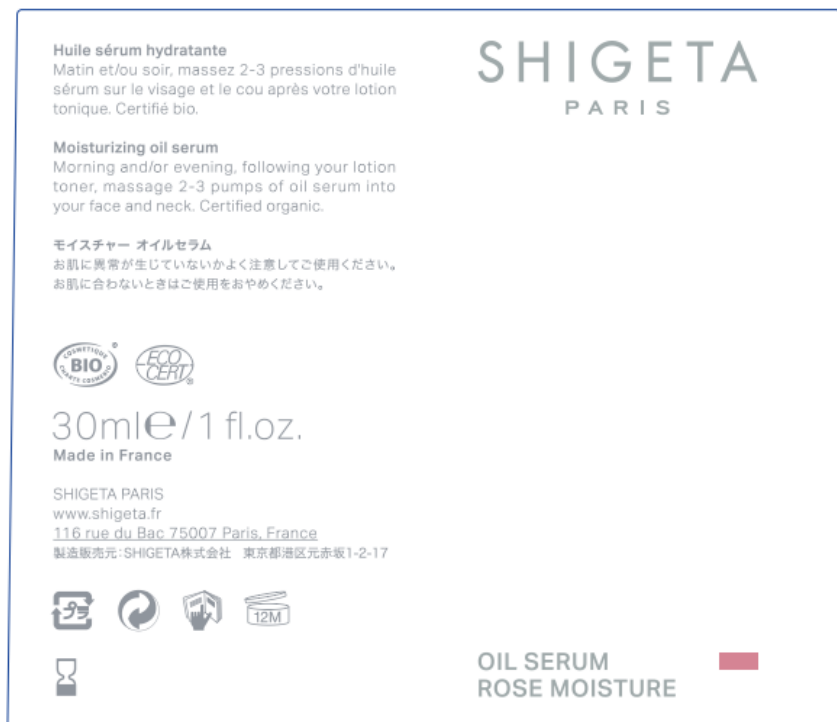 Huile sérum hydratante
Matin et/ou soir, massez 2-3 pressions d'huile
sérum sur le visage et le cou après votre lotion
tonique. Certifié bio.
Moisturizing oil serum
Morning and/or evening, following your lotion
toner, massage 2-3 pumps of oil serum into
your face and neck. Certified organic.
モイスチャー オイルセラム
お肌に異常が生じていないかよく注意してご使用ください。
お肌に合わないときはご使用をおやめください。
COSMETIQUE
BIO
CHARTE COSMEBIO
ECO
CERT
®
30ml℮/1 fl.oz.
Made in France
SHIGETA PARIS
www.shigeta.fr
116 rue du Bac 75007 Paris, France
製造販売元:SHIGETA株式会社 東京都港区元赤坂1-2-17
プラ
12M
SHIGETA
PARIS
OIL SERUM
ROSE MOISTURE